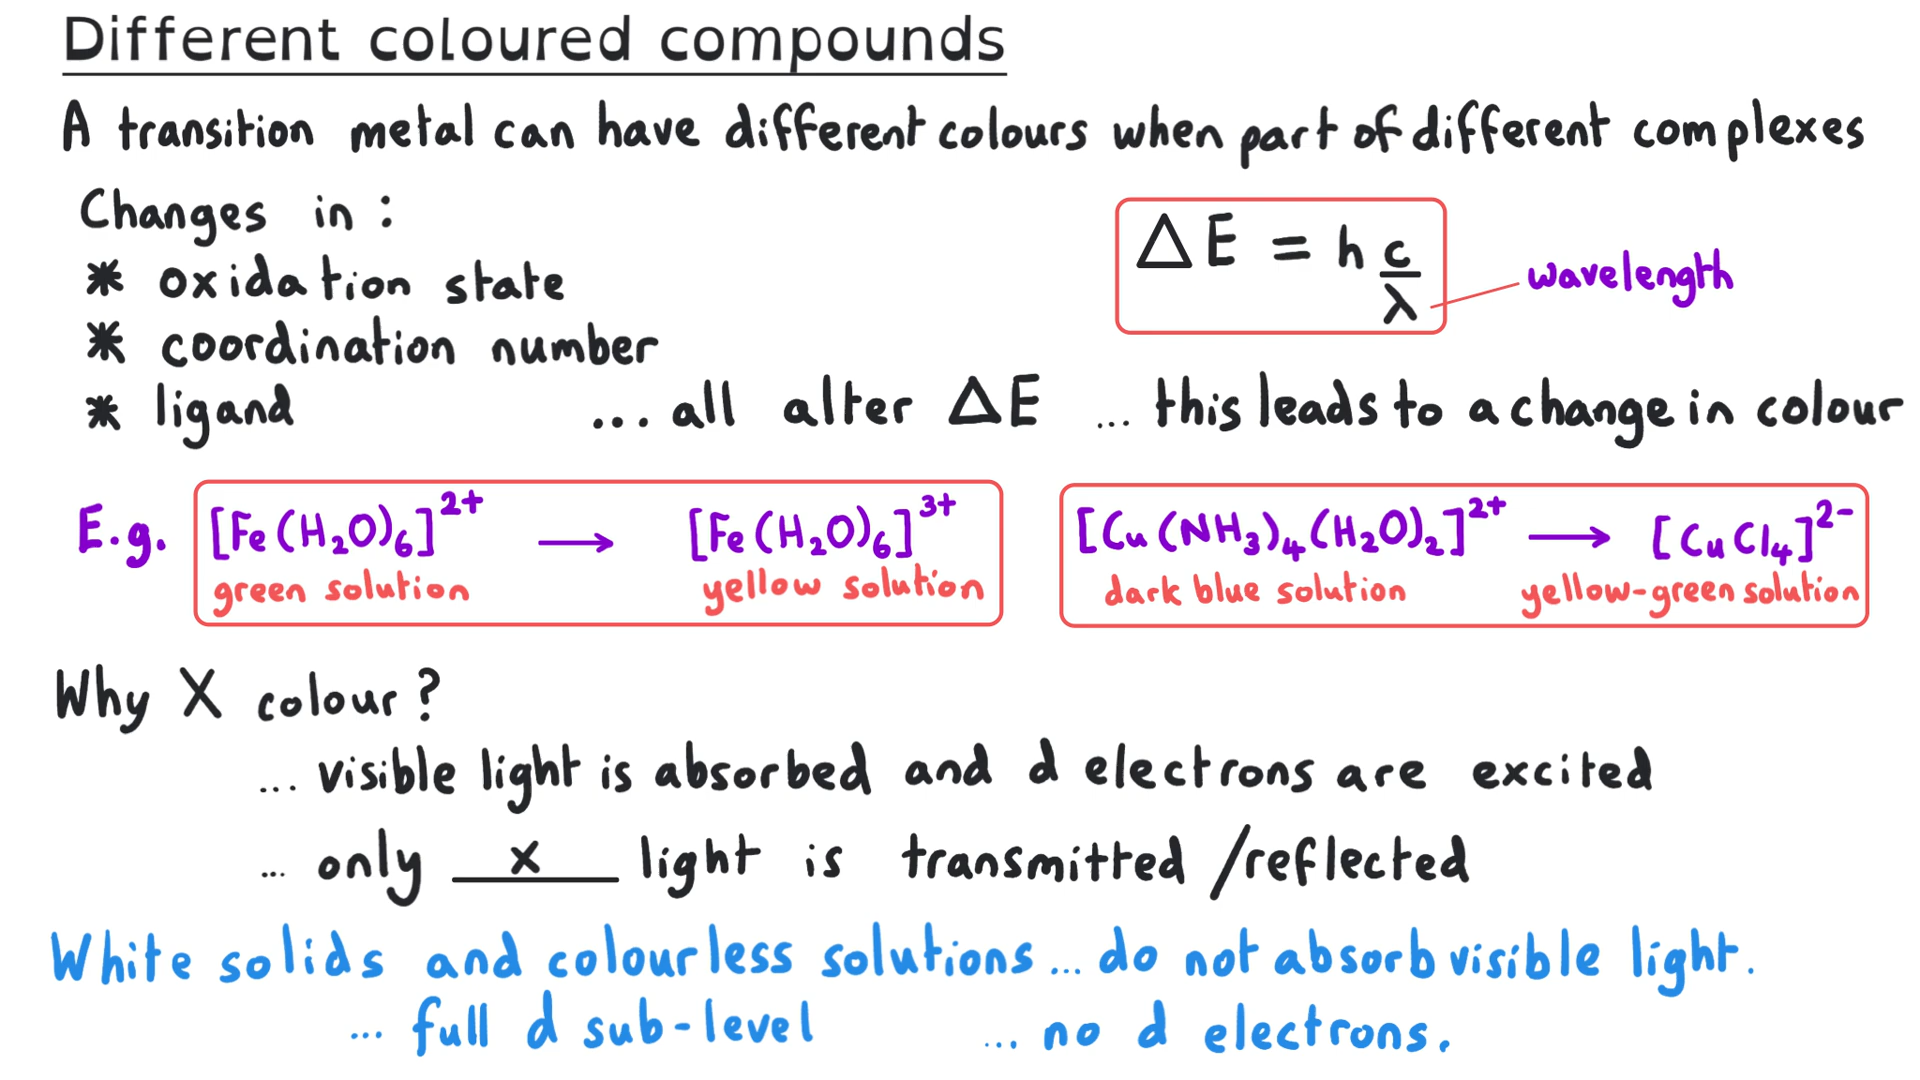 Different coloured compounds
A transition metal can have different colours when part of different complexes
Changes in :
* oxidation state
* coordination number
* ligand
ΔE = h c/λ
wavelength
... all alter ΔE ... this leads to a change in colour
E.g. [Fe(H₂O)₆]²⁺ → [Fe(H₂O)₆]³⁺
green solution yellow solution
[Cu(NH₃)₄(H₂O)₂]²⁺ → [CuCl₄]²⁻
dark blue solution yellow-green solution
Why X colour?
... visible light is absorbed and d electrons are excited
... only x light is transmitted /reflected
White solids and colourless solutions ... do not absorb visible light.
... full d sub-level ... no d electrons.